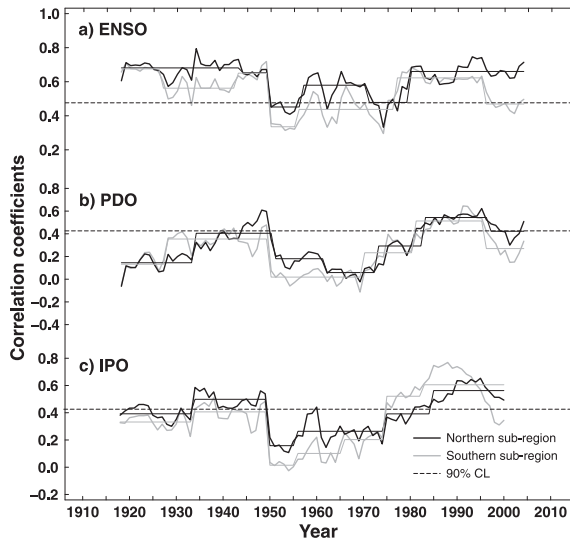 1.0
a) ENSO
0.8
0.6
0.4
0.2
0.8
b) PDO
0.6
0.4
0.2
0.0
−0.2
−0.4
0.8
c) IPO
0.6
0.4
0.2
0.0
−0.2
Correlation coefficients
Northern sub-region
Southern sub-region
90% CL
1910 1920 1930 1940 1950 1960 1970 1980 1990 2000 2010
Year